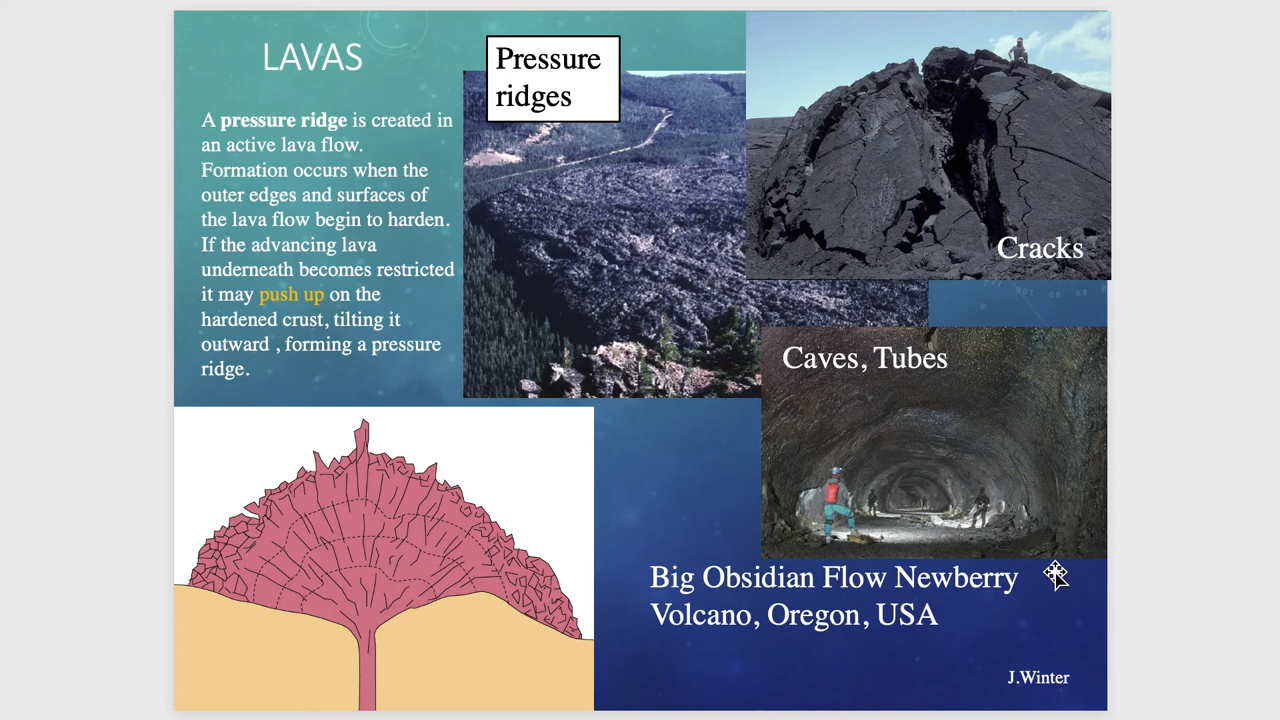 LAVAS
Pressure
ridges
A pressure ridge is created in
an active lava flow.
Formation occurs when the
outer edges and surfaces of
the lava flow begin to harden.
If the advancing lava
underneath becomes restricted
it may push up on the
hardened crust, tilting it
outward , forming a pressure
ridge.
Cracks
Caves, Tubes
Big Obsidian Flow Newberry
Volcano, Oregon, USA
J.Winter